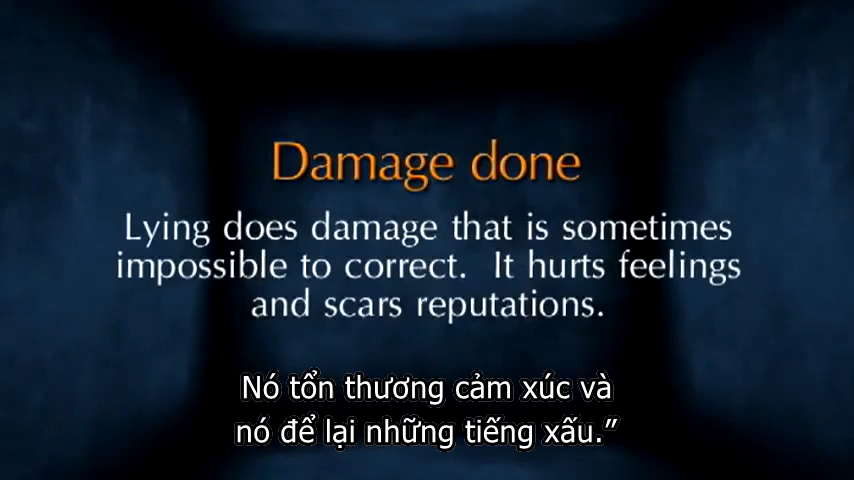 Damage done
Lying does damage that is sometimes
impossible to correct.  It hurts feelings
and scars reputations.
Nó tổn thương cảm xúc và
nó để lại những tiếng xấu.”